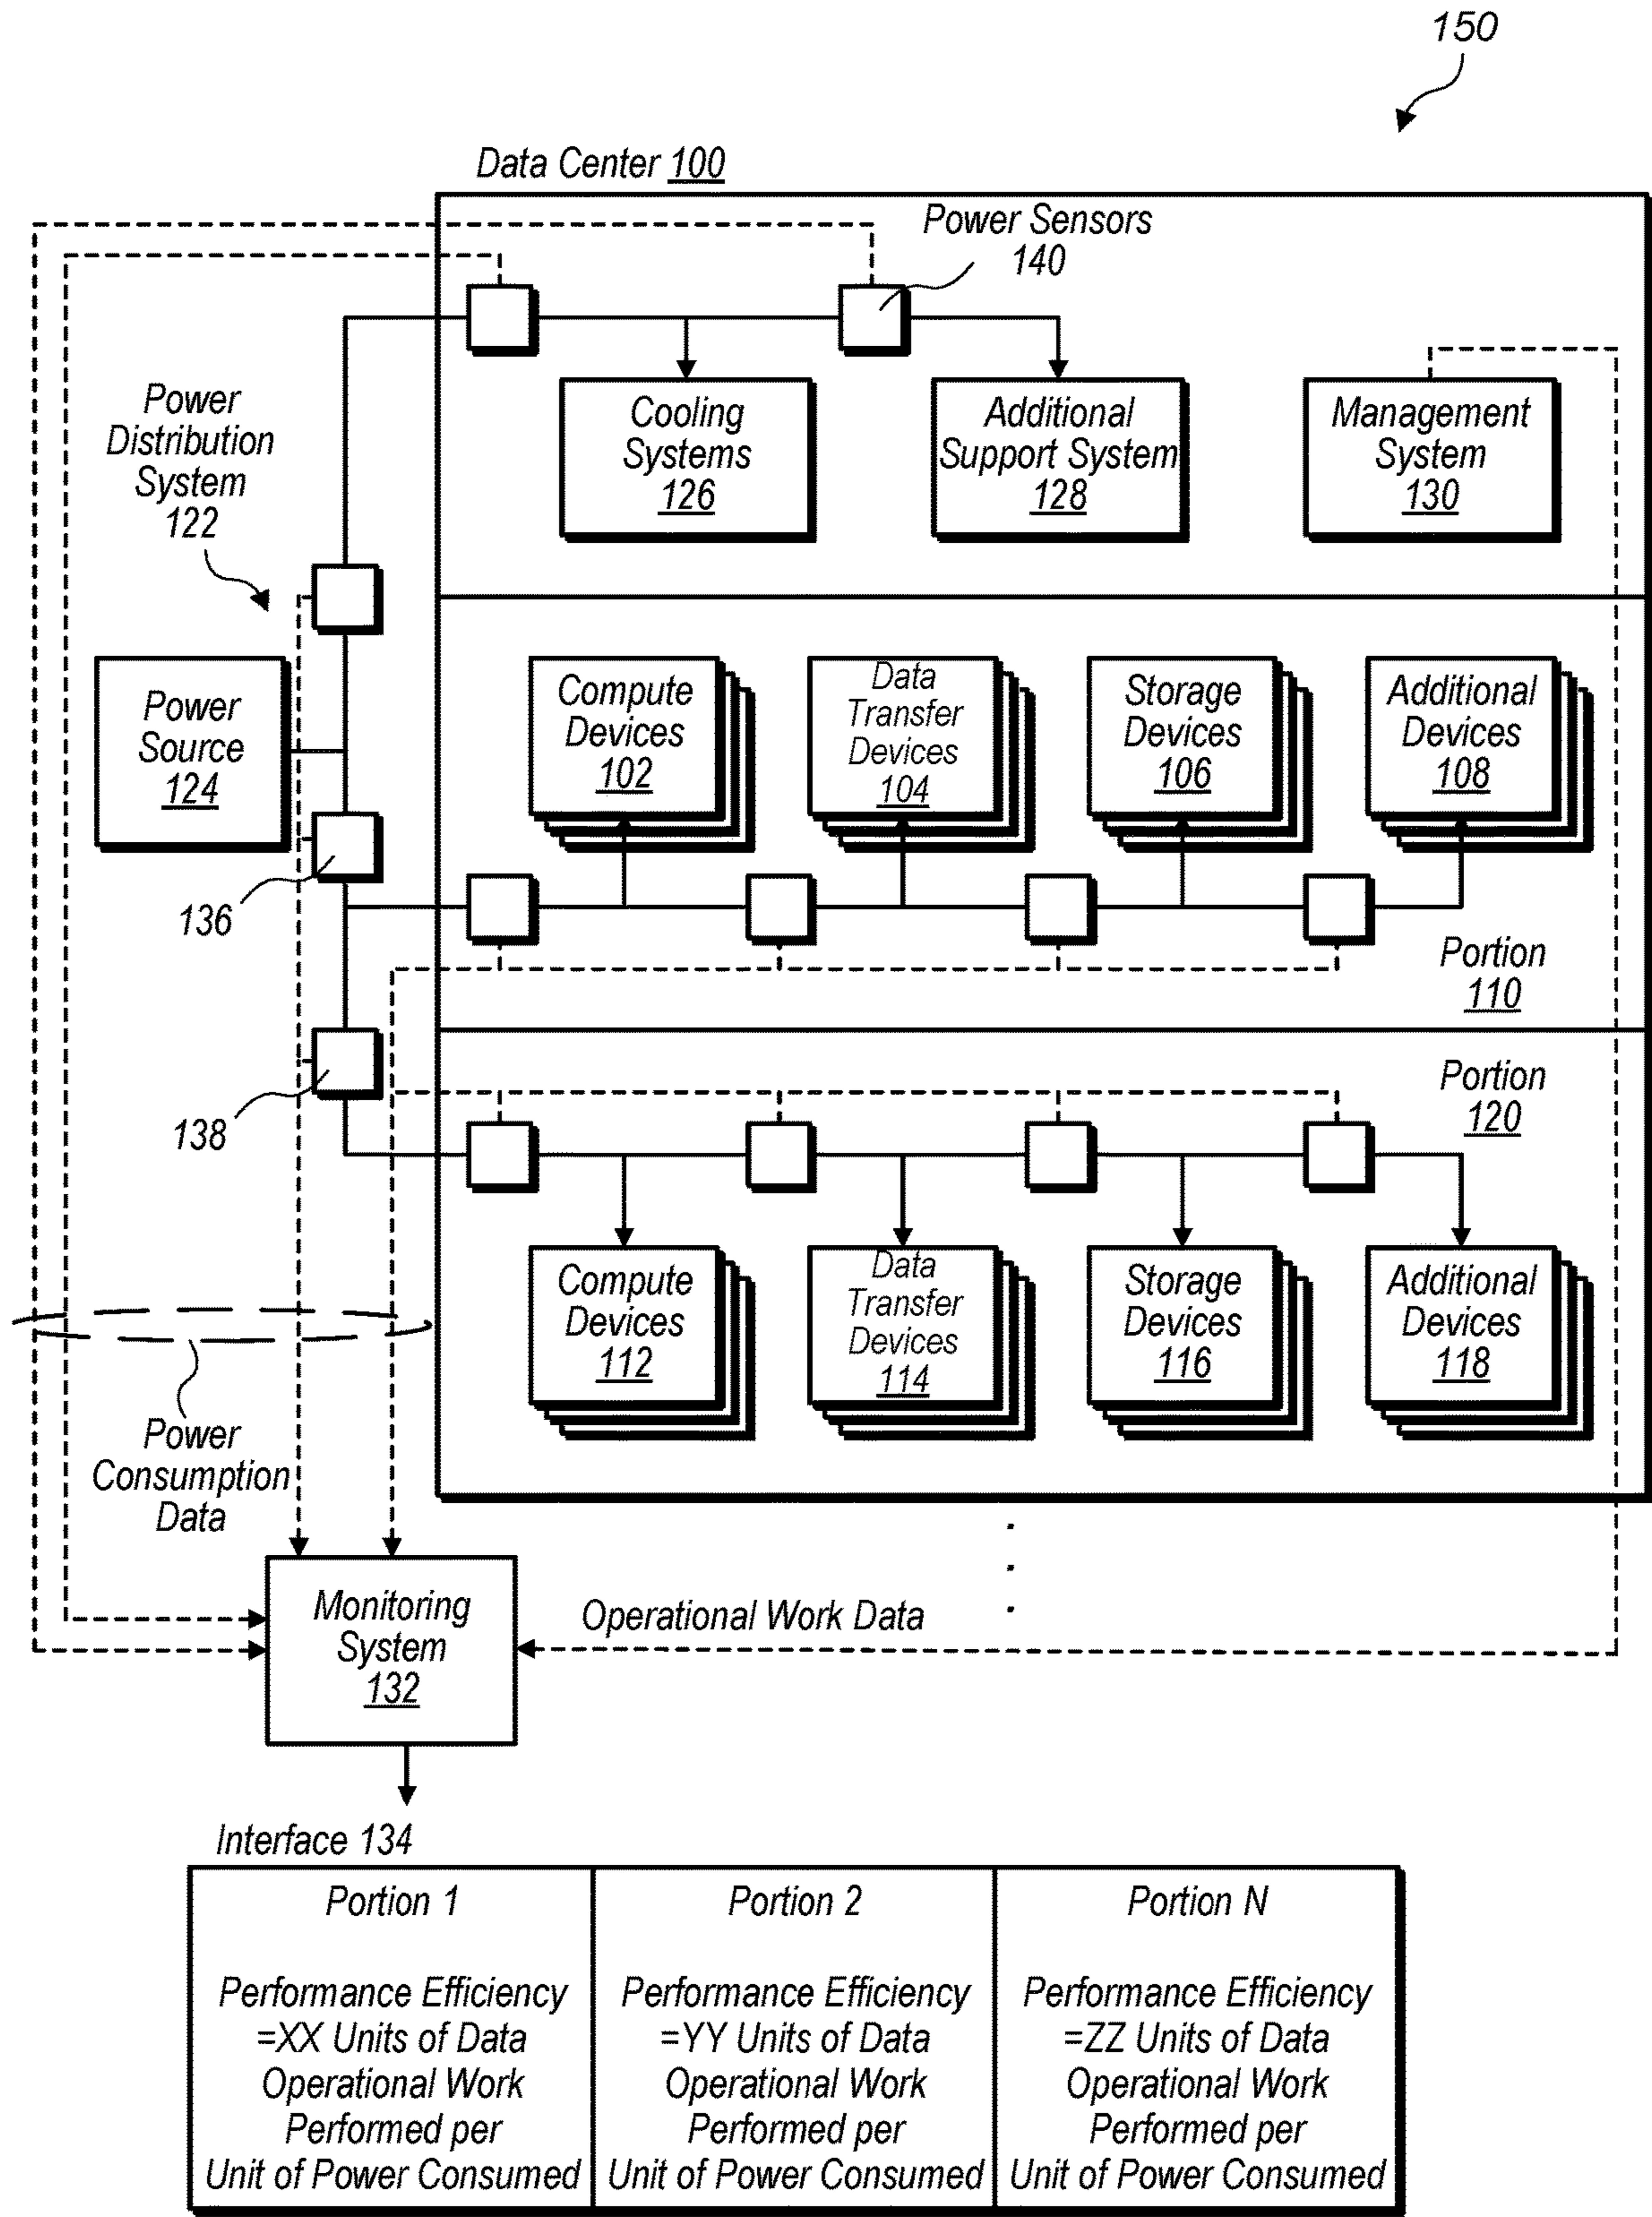 150
Data Center 100
Power Sensors
140
Power
Distribution
System
122
Cooling
Systems
126
Additional
Support System
128
Management
System
130
Power
Source
124
Compute
Devices
102
Data
Transfer
Devices
104
Storage
Devices
106
Additional
Devices
108
136
Portion
110
138
Portion
120
Compute
Devices
112
Data
Transfer
Devices
114
Storage
Devices
116
Additional
Devices
118
Power
Consumption
Data
Monitoring
System
132
Operational Work Data
Interface 134
Portion 1
Performance Efficiency
=XX Units of Data
Operational Work
Performed per
Unit of Power Consumed
Portion 2
Performance Efficiency
=YY Units of Data
Operational Work
Performed per
Unit of Power Consumed
Portion N
Performance Efficiency
=ZZ Units of Data
Operational Work
Performed per
Unit of Power Consumed